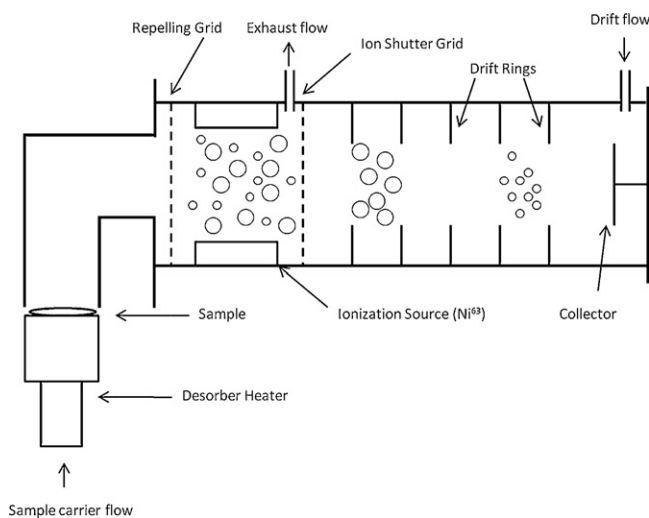 Repelling Grid
Exhaust flow
Ion Shutter Grid
Drift flow
Drift Rings
Sample
Ionization Source (Ni⁶³)
Collector
Desorber Heater
Sample carrier flow